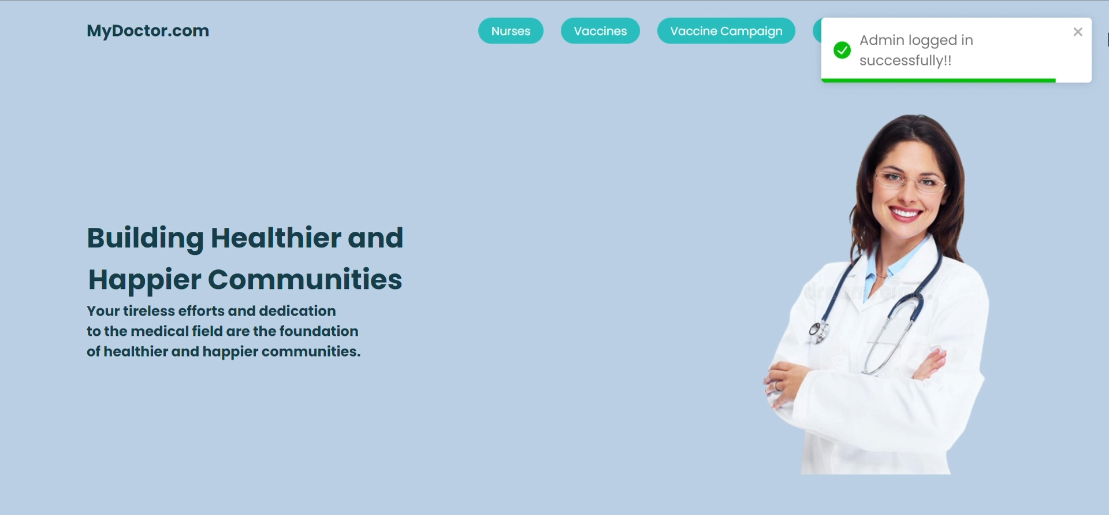 MyDoctor.com
Nurses
Vaccines
Vaccine Campaign
Admin logged in
successfully!!
Building Healthier and
Happier Communities
Your tireless efforts and dedication
to the medical field are the foundation
of healthier and happier communities.